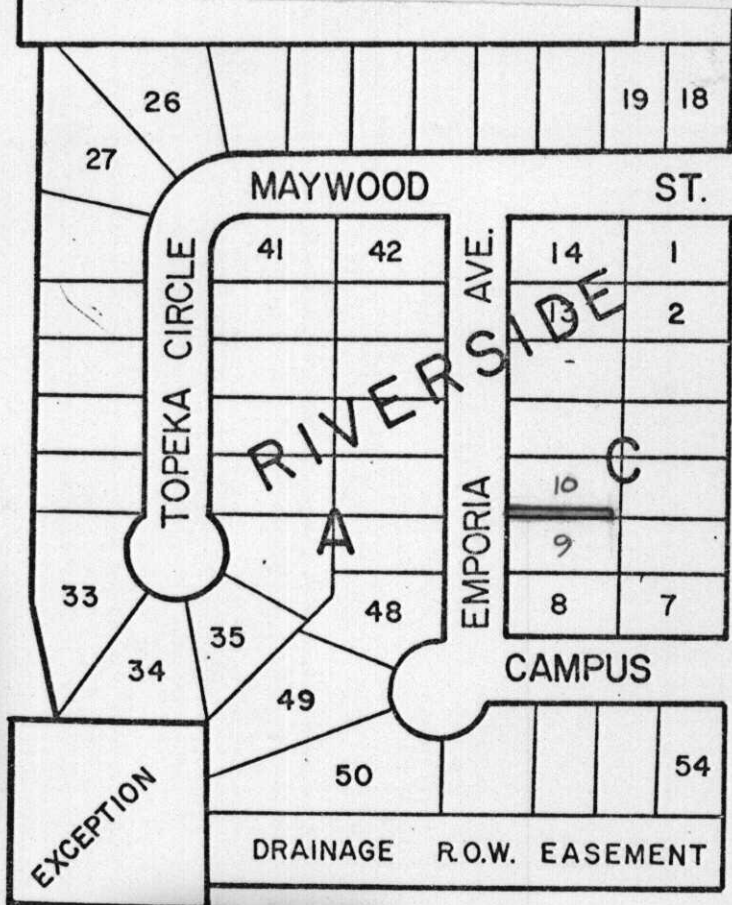 26
19
18
27
MAYWOOD ST.
41
42
14
1
TOPEKA CIRCLE
EMPORIA AVE.
13
2
RIVERSIDE
C
10
A
9
33
48
8
7
35
34
CAMPUS
49
50
54
EXCEPTION
DRAINAGE R.O.W. EASEMENT